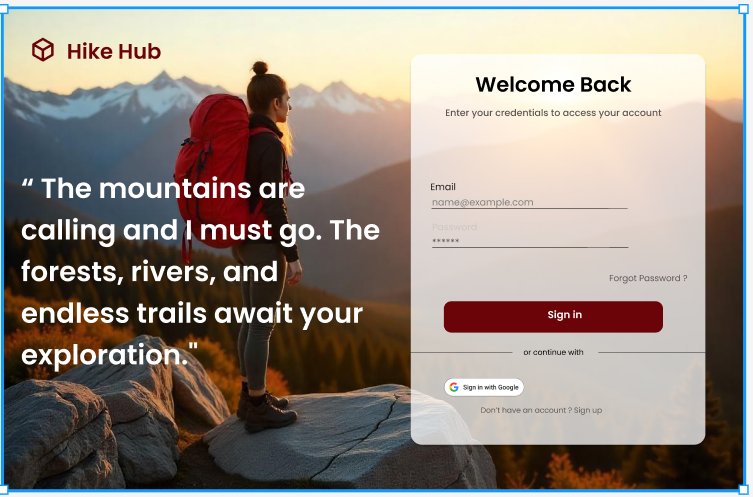 Hike Hub
“ The mountains are
calling and I must go. The
forests, rivers, and
endless trails await your
exploration."
Welcome Back
Enter your credentials to access your account
Email
name@example.com
Password
******
Forgot Password ?
Sign in
or continue with
Sign in with Google
Don’t have an account ? Sign up